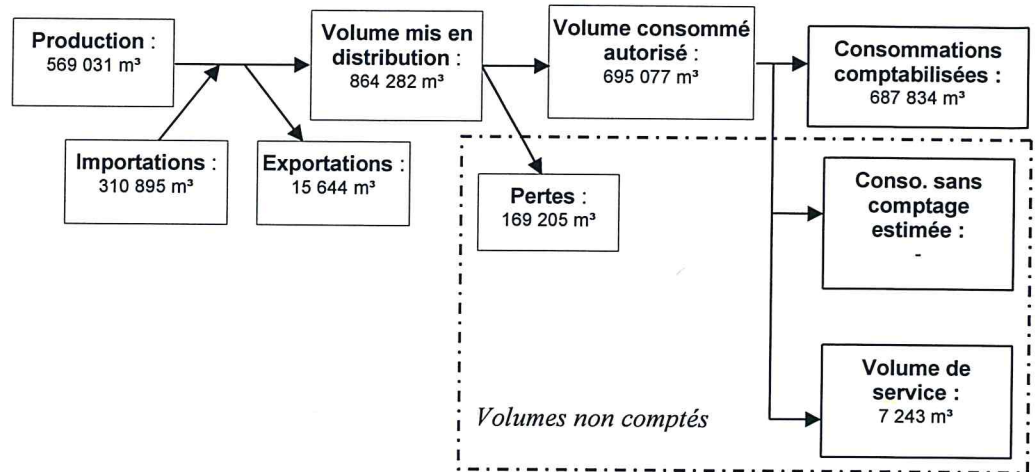 Production :
569 031 m³
Volume mis en
distribution :
864 282 m³
Volume consommé
autorisé :
695 077 m³
Consommations
comptabilisées :
687 834 m³
Importations :
310 895 m³
Exportations :
15 644 m³
Pertes :
169 205 m³
Conso. sans
comptage
estimée :
-
Volume de
service :
7 243 m³
Volumes non comptés